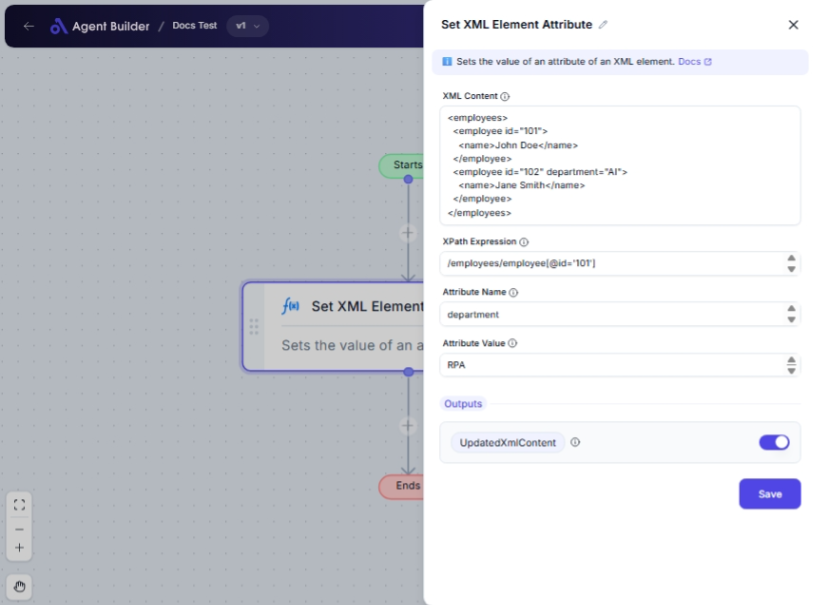 Agent Builder / Docs Test v1
Starts
Set XML Element
Sets the value of an a
Ends
Set XML Element Attribute
Sets the value of an attribute of an XML element. Docs
XML Content
<employees>
<employee id="101">
<name>John Doe</name>
</employee>
<employee id="102" department="AI">
<name>Jane Smith</name>
</employee>
</employees>
XPath Expression
/employees/employee[@id='101']
Attribute Name
department
Attribute Value
RPA
Outputs
UpdatedXmlContent
Save